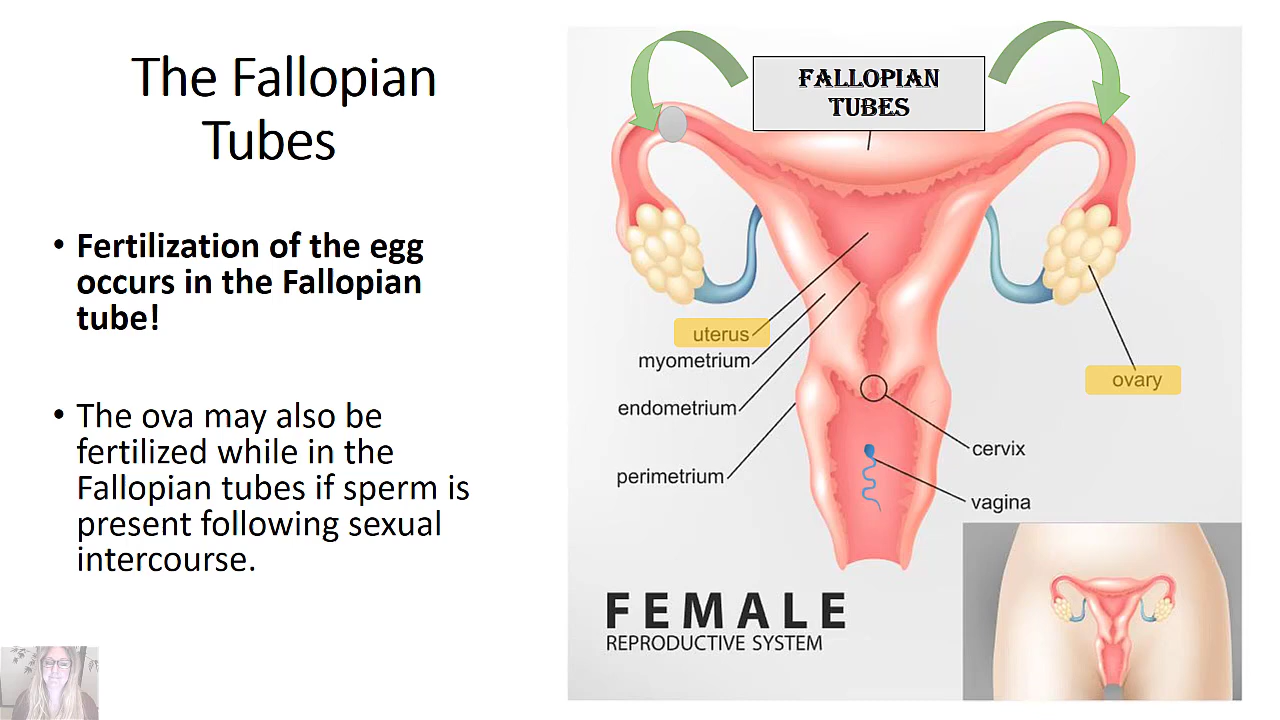 The Fallopian
Tubes
• Fertilization of the egg
occurs in the Fallopian
tube!
• The ova may also be
fertilized while in the
Fallopian tubes if sperm is
present following sexual
intercourse.
FALLOPIAN
TUBES
uterus
myometrium
endometrium
perimetrium
ovary
cervix
vagina
FEMALE
REPRODUCTIVE SYSTEM